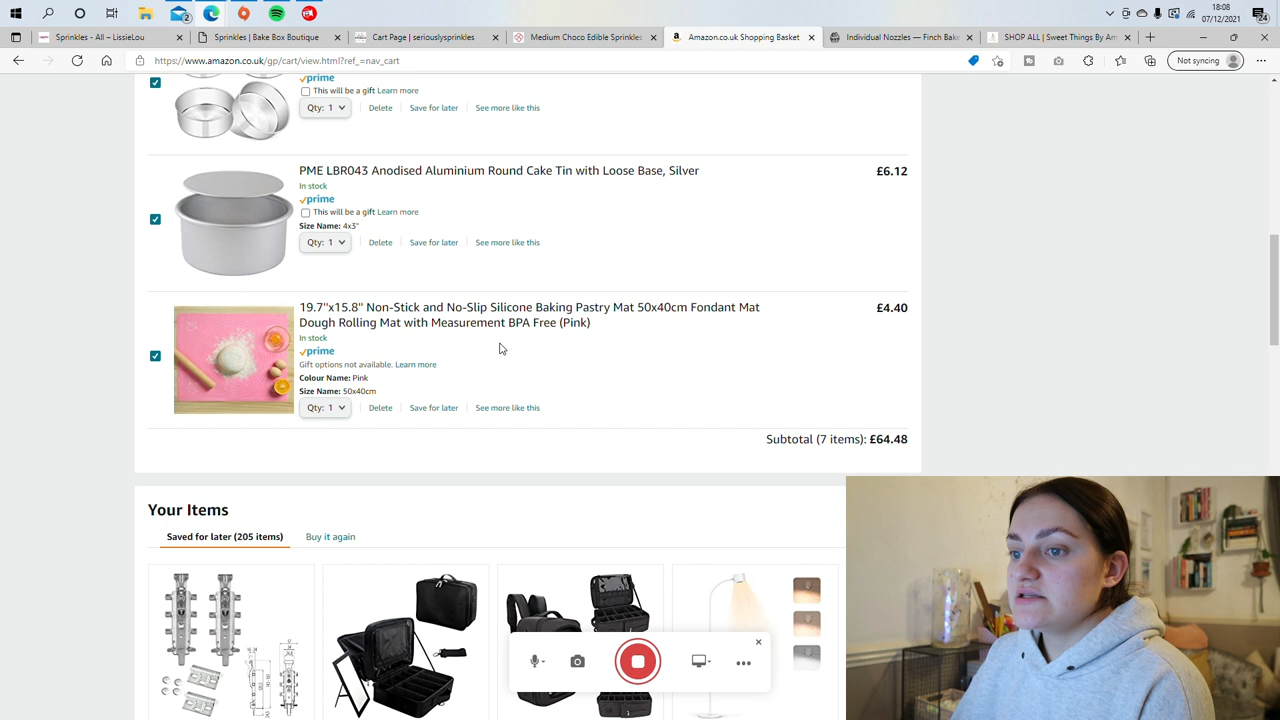 18:08
07/12/2021
2
24
Sprinkles - All – LissieLou
Sprinkles | Bake Box Boutique
Cart Page | seriouslysprinkles
Medium Choco Edible Sprinkles
Amazon.co.uk Shopping Basket
Individual Nozzles — Finch Bak
SHOP ALL | Sweet Things By Am
https://www.amazon.co.uk/gp/cart/view.html?ref_=nav_cart
Not syncing
prime
This will be a gift Learn more
Qty: 1 Delete Save for later See more like this
PME LBR043 Anodised Aluminium Round Cake Tin with Loose Base, Silver £6.12
In stock
prime
This will be a gift Learn more
Size Name: 4x3"
Qty: 1 Delete Save for later See more like this
19.7''x15.8'' Non-Stick and No-Slip Silicone Baking Pastry Mat 50x40cm Fondant Mat £4.40
Dough Rolling Mat with Measurement BPA Free (Pink)
In stock
prime
Gift options not available. Learn more
Colour Name: Pink
Size Name: 50x40cm
Qty: 1 Delete Save for later See more like this
Subtotal (7 items): £64.48
Your Items
Saved for later (205 items) Buy it again